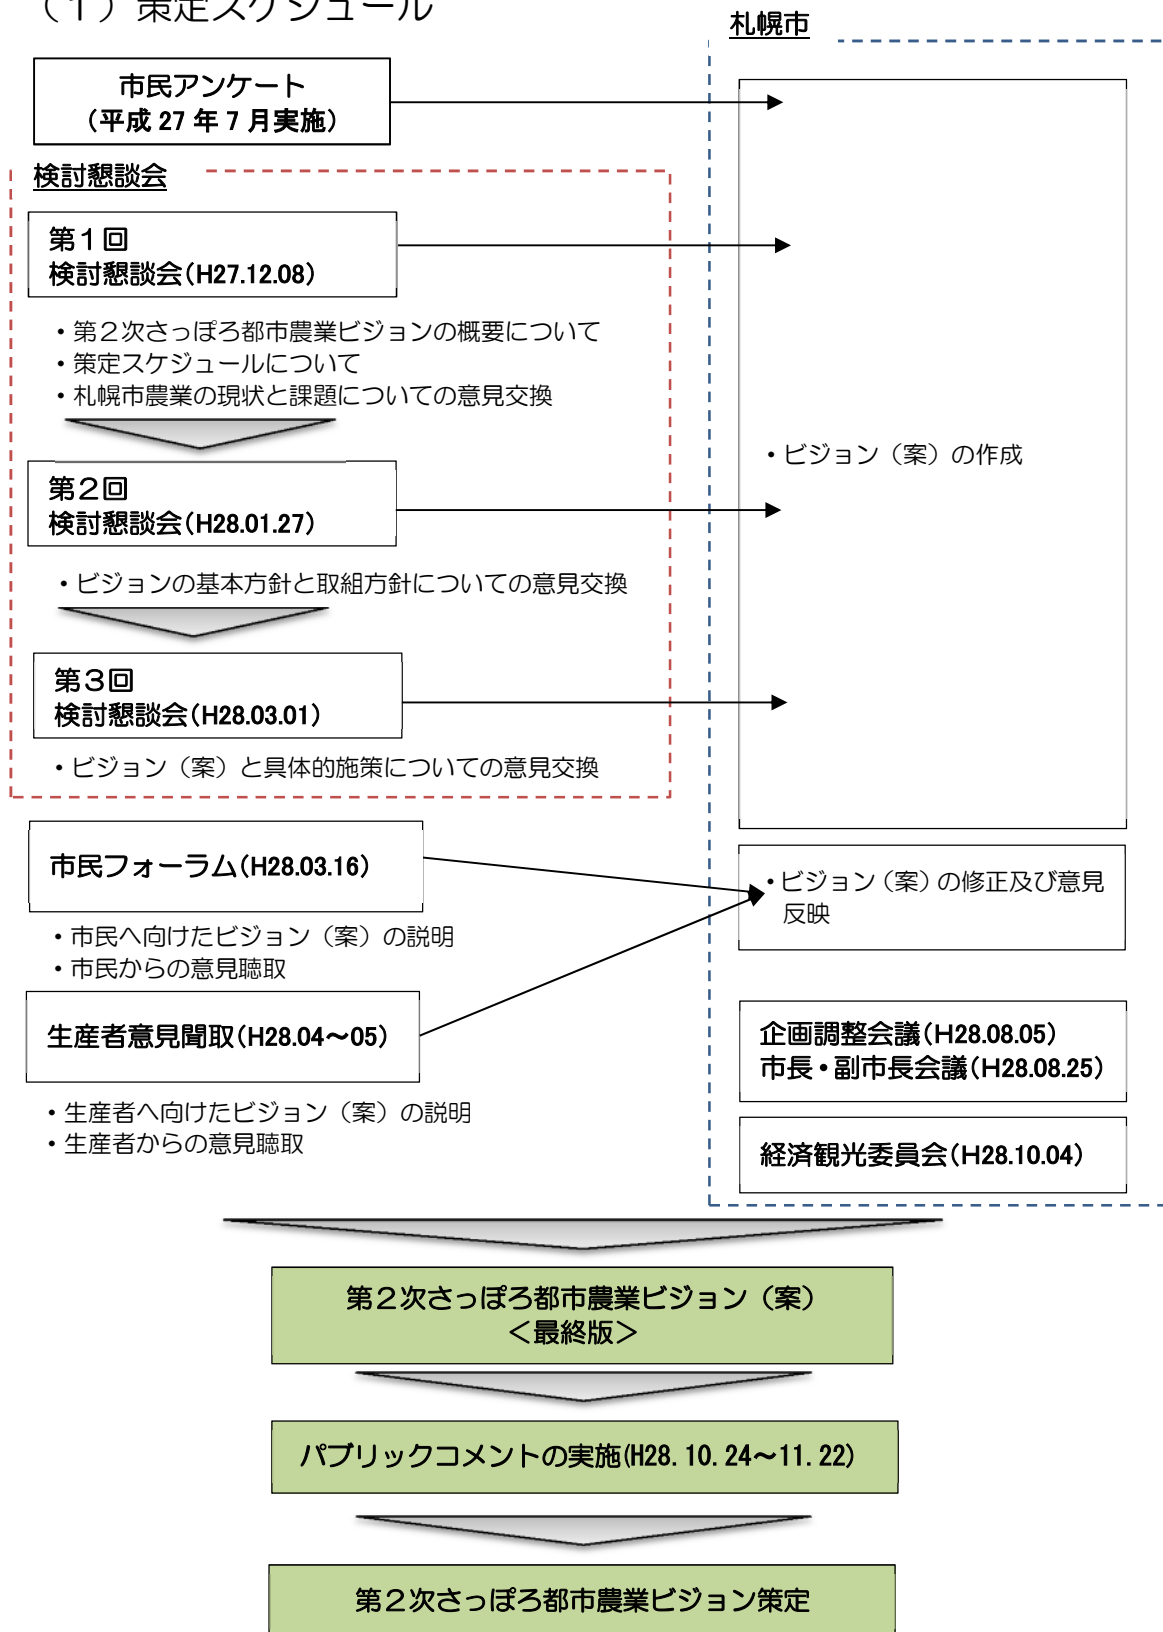 （1）策定スケジュール
札幌市
市民アンケート
（平成 27 年 7 月実施）
検討懇談会
第１回
検討懇談会(H27.12.08)
・第２次さっぽろ都市農業ビジョンの概要について
・策定スケジュールについて
・札幌市農業の現状と課題についての意見交換
第２回
検討懇談会(H28.01.27)
・ビジョンの基本方針と取組方針についての意見交換
第３回
検討懇談会(H28.03.01)
・ビジョン（案）と具体的施策についての意見交換
・ビジョン（案）の作成
市民フォーラム(H28.03.16)
・市民へ向けたビジョン（案）の説明
・市民からの意見聴取
生産者意見聞取(H28.04～05)
・生産者へ向けたビジョン（案）の説明
・生産者からの意見聴取
・ビジョン（案）の修正及び意見
反映
企画調整会議(H28.08.05)
市長・副市長会議(H28.08.25)
経済観光委員会(H28.10.04)
第２次さっぽろ都市農業ビジョン（案）
＜最終版＞
パブリックコメントの実施(H28.10.24～11.22)
第２次さっぽろ都市農業ビジョン策定